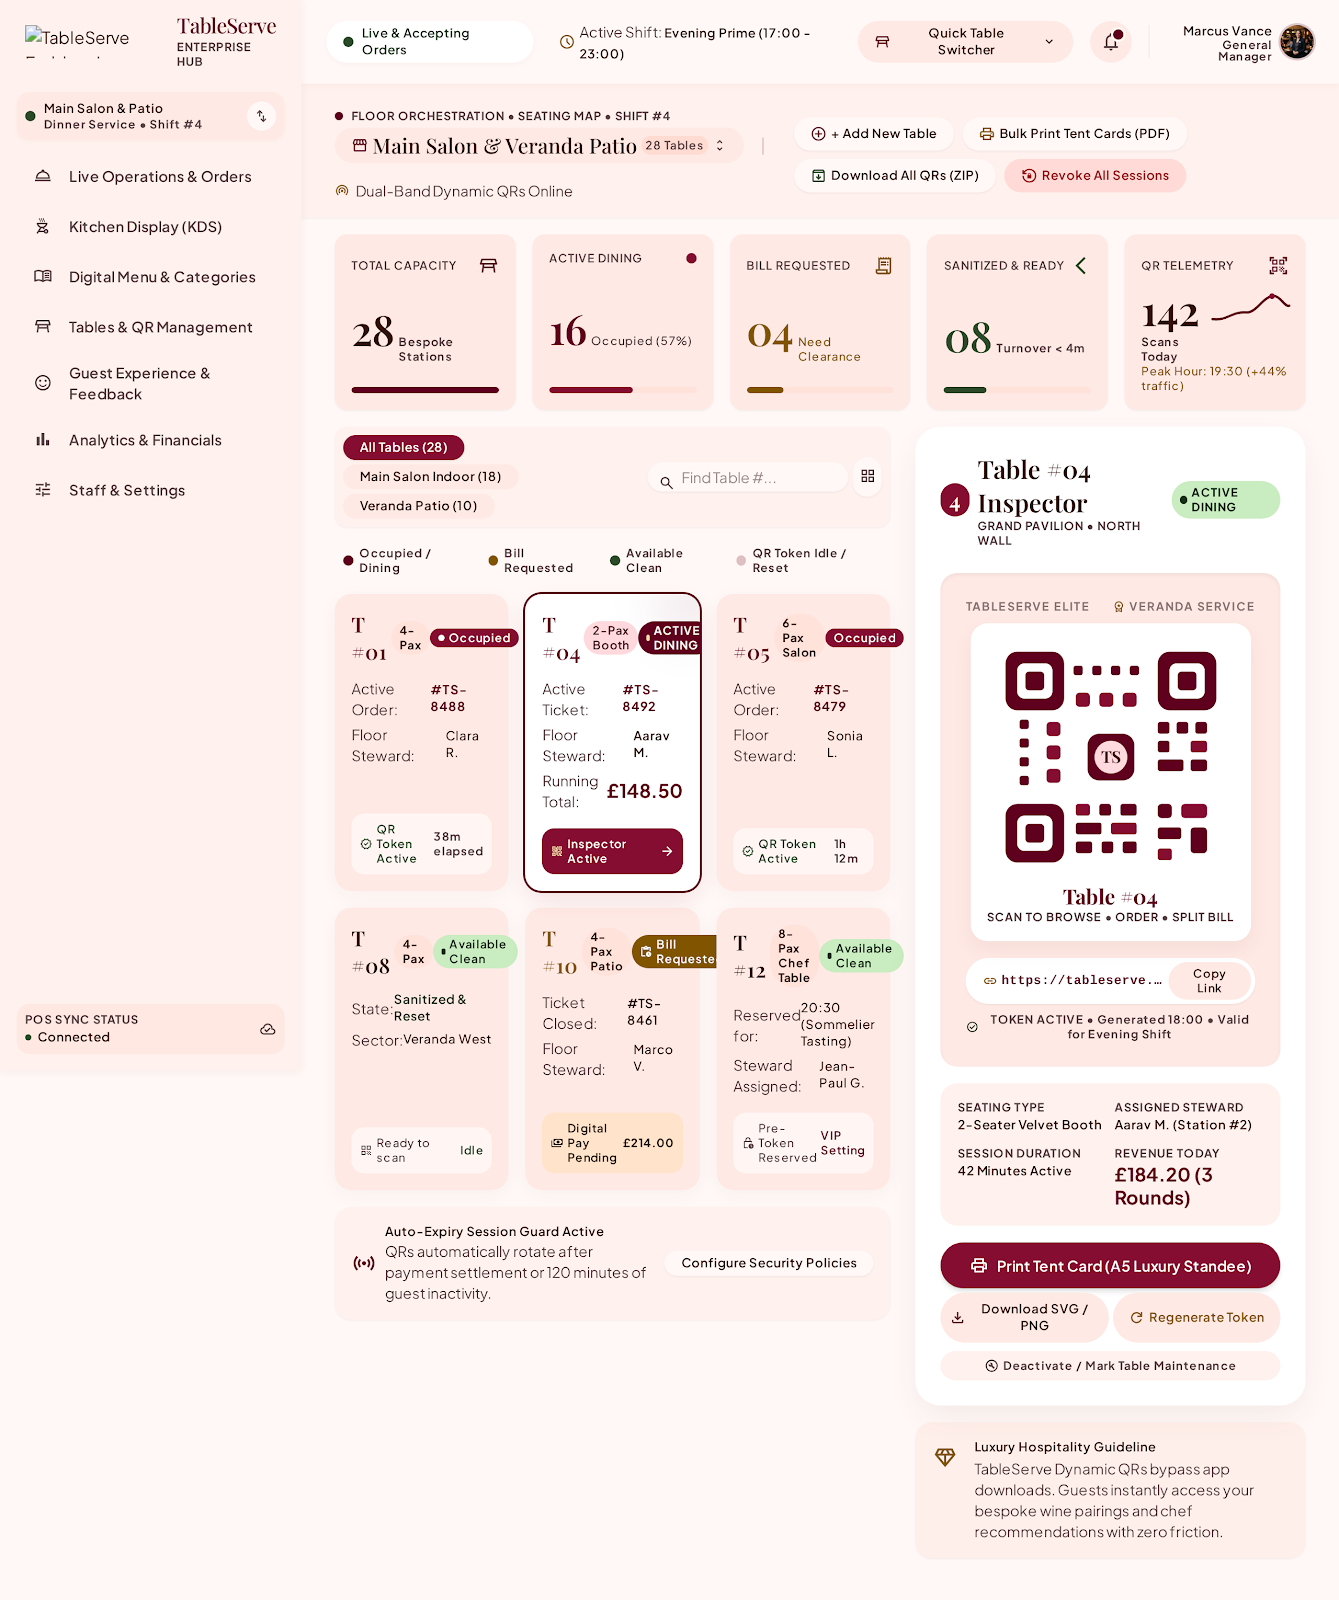 TableServe
TableServe
ENTERPRISE
HUB
Main Salon & Patio
Dinner Service • Shift #4
Live Operations & Orders
Kitchen Display (KDS)
Digital Menu & Categories
Tables & QR Management
Guest Experience &
Feedback
Analytics & Financials
Staff & Settings
POS SYNC STATUS
Connected
Live & Accepting
Orders
Active Shift: Evening Prime (17:00 -
23:00)
Quick Table
Switcher
Marcus Vance
General
Manager
FLOOR ORCHESTRATION • SEATING MAP • SHIFT #4
Main Salon & Veranda Patio 28 Tables
Dual-Band Dynamic QRs Online
+ Add New Table
Bulk Print Tent Cards (PDF)
Download All QRs (ZIP)
Revoke All Sessions
TOTAL CAPACITY
28 Bespoke
Stations
ACTIVE DINING
16 Occupied (57%)
BILL REQUESTED
04 Need
Clearance
SANITIZED & READY
08 Turnover < 4m
QR TELEMETRY
142
Scans
Today
Peak Hour: 19:30 (+44%
traffic)
All Tables (28)
Main Salon Indoor (18)
Veranda Patio (10)
Find Table #...
Occupied /
Dining
Bill
Requested
Available
Clean
QR Token Idle /
Reset
T
#01
4-
Pax
Occupied
Active
Order:
#TS-
8488
Floor
Steward:
Clara
R.
QR
Token
Active
38m
elapsed
T
#04
2-Pax
Booth
ACTIVE
DINING
Active
Ticket:
#TS-
8492
Floor
Steward:
Aarav
M.
Running
Total:
£148.50
Inspector
Active
T
#05
6-
Pax
Salon
Occupied
Active
Order:
#TS-
8479
Floor
Steward:
Sonia
L.
QR Token
Active
1h
12m
T
#08
4-
Pax
Available
Clean
State: Sanitized &
Reset
Sector: Veranda West
Ready to
scan
Idle
T
#10
4-
Pax
Patio
Bill
Requested
Ticket
Closed:
#TS-
8461
Floor
Steward:
Marco
V.
Digital
Pay
Pending
£214.00
T
#12
8-
Pax
Chef
Table
Available
Clean
Reserved
for:
20:30
(Sommelier
Tasting)
Steward
Assigned:
Jean-
Paul G.
Pre-
Token
Reserved
VIP
Setting
Auto-Expiry Session Guard Active
QRs automatically rotate after
payment settlement or 120 minutes of
guest inactivity.
Configure Security Policies
4
Table #04
Inspector
GRAND PAVILION • NORTH
WALL
ACTIVE
DINING
TABLESERVE ELITE
VERANDA SERVICE
TS
Table #04
SCAN TO BROWSE • ORDER • SPLIT BILL
https://tableserve.…
Copy
Link
TOKEN ACTIVE • Generated 18:00 • Valid
for Evening Shift
SEATING TYPE
2-Seater Velvet Booth
ASSIGNED STEWARD
Aarav M. (Station #2)
SESSION DURATION
42 Minutes Active
REVENUE TODAY
£184.20 (3
Rounds)
Print Tent Card (A5 Luxury Standee)
Download SVG /
PNG
Regenerate Token
Deactivate / Mark Table Maintenance
Luxury Hospitality Guideline
TableServe Dynamic QRs bypass app
downloads. Guests instantly access your
bespoke wine pairings and chef
recommendations with zero friction.